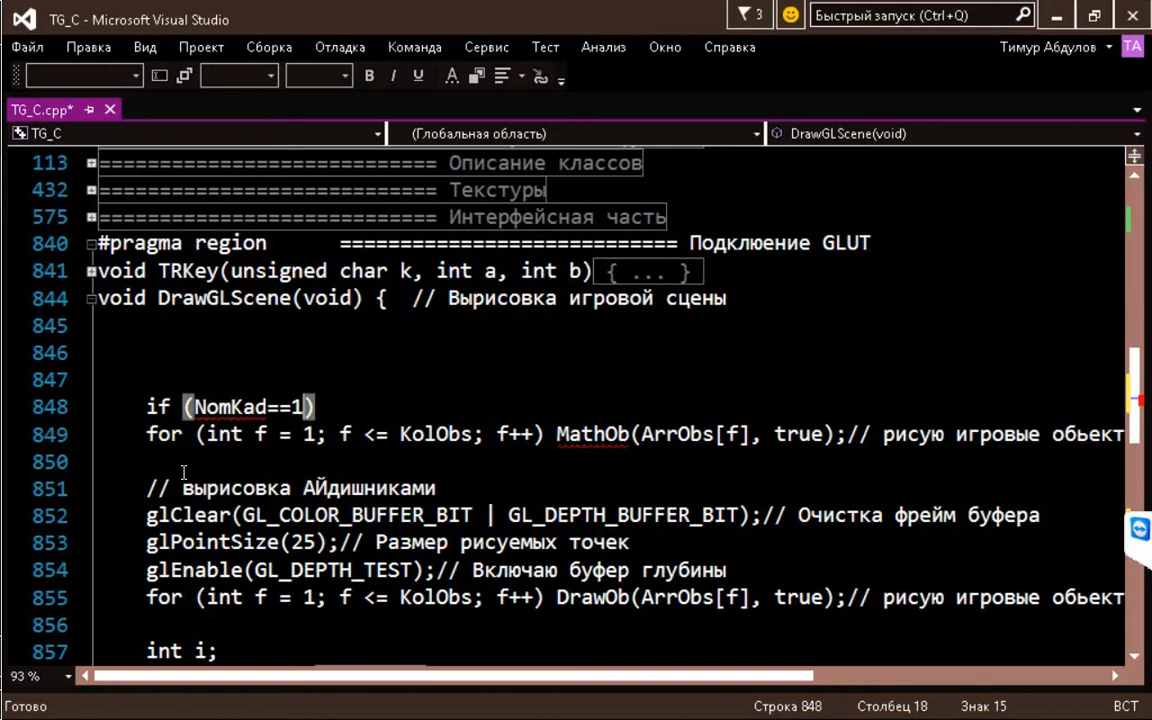 TG_C - Microsoft Visual Studio
3
Быстрый запуск (Ctrl+Q)
Файл Правка Вид Проект Сборка Отладка Команда Сервис Тест Анализ Окно Справка
Тимур Абдулов
ТА
B I U A
TG_C.cpp*
TG_C
(Глобальная область)
DrawGLScene(void)
113 ============================ Описание классов
432 ============================ Текстуры
575 ============================ Интерфейсная часть
840 #pragma region      ============================ Подклюение GLUT
841 void TRKey(unsigned char k, int a, int b){ ... }
844 void DrawGLScene(void) {  // Вырисовка игровой сцены
845
846
847
848     if (NomKad==1)
849     for (int f = 1; f <= KolObs; f++) MathOb(ArrObs[f], true);// рисую игровые обьект
850
851     // вырисовка АЙдишниками
852     glClear(GL_COLOR_BUFFER_BIT | GL_DEPTH_BUFFER_BIT);// Очистка фрейм буфера
853     glPointSize(25);// Размер рисуемых точек
854     glEnable(GL_DEPTH_TEST);// Включаю буфер глубины
855     for (int f = 1; f <= KolObs; f++) DrawOb(ArrObs[f], true);// рисую игровые обьект
856
857     int i;
93 %
Готово
Строка 848
Столбец 18
Знак 15
ВСТ